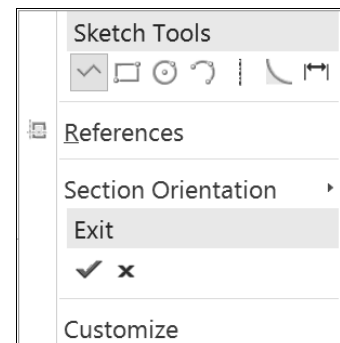 Sketch Tools
References
Section Orientation
Exit
Customize